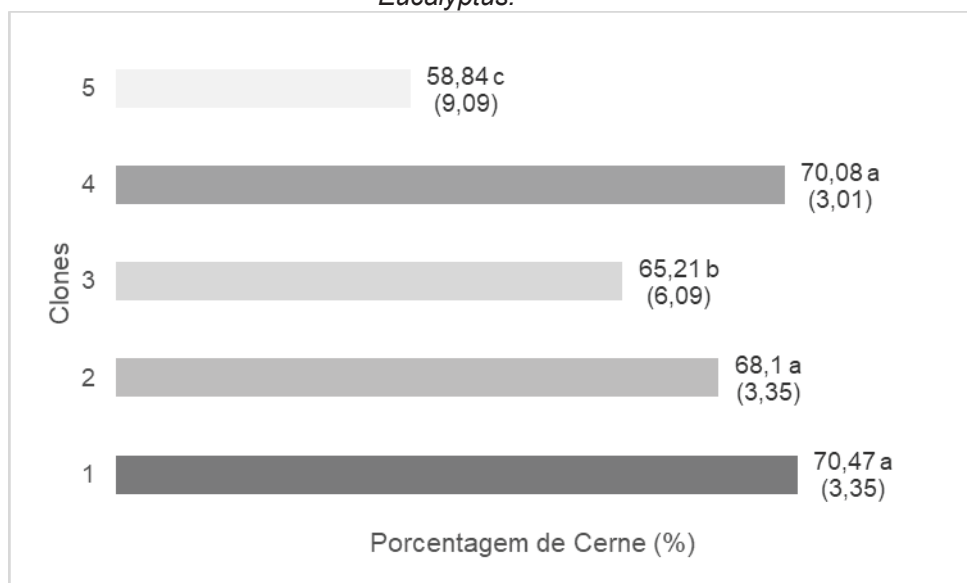 Eucalyptus.
5
58,84 c
(9,09)
4
70,08 a
(3,01)
Clones
3
65,21 b
(6,09)
2
68,1 a
(3,35)
1
70,47 a
(3,35)
Porcentagem de Cerne (%)